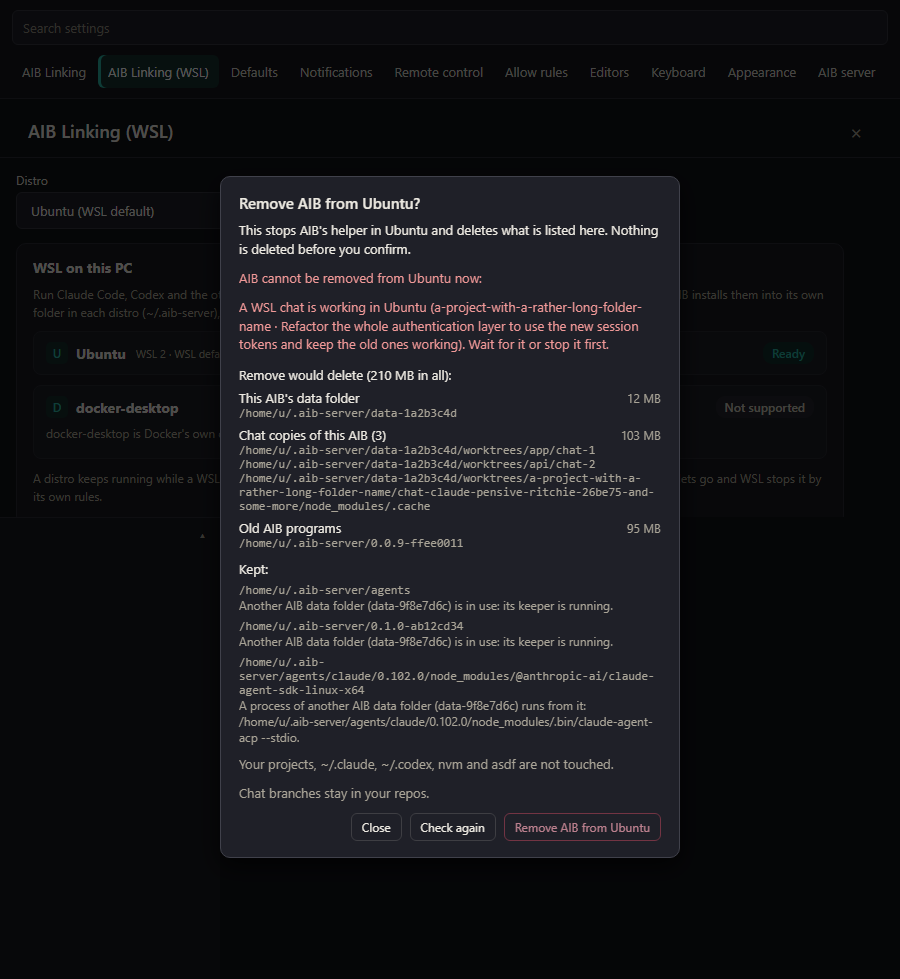 Search settings
AIB Linking
AIB Linking (WSL)
Defaults
Notifications
Remote control
Allow rules
Editors
Keyboard
Appearance
AIB server
AIB Linking (WSL)
×
Distro
Ubuntu (WSL default)
WSL on this PC
Run Claude Code, Codex and the
IB installs them into its own
folder in each distro (~/.aib-server),
U Ubuntu WSL 2 · WSL
Ready
D docker-desktop
Not supported
docker-desktop is Docker's own
A distro keeps running while a WSL
go and WSL stops it by
its own rules.
▴
Remove AIB from Ubuntu?
This stops AIB's helper in Ubuntu and deletes what is listed here. Nothing
is deleted before you confirm.
AIB cannot be removed from Ubuntu now:
A WSL chat is working in Ubuntu (a-project-with-a-rather-long-folder-
name · Refactor the whole authentication layer to use the new session
tokens and keep the old ones working). Wait for it or stop it first.
Remove would delete (210 MB in all):
This AIB's data folder 12 MB
/home/u/.aib-server/data-1a2b3c4d
Chat copies of this AIB (3) 103 MB
/home/u/.aib-server/data-1a2b3c4d/worktrees/app/chat-1
/home/u/.aib-server/data-1a2b3c4d/worktrees/api/chat-2
/home/u/.aib-server/data-1a2b3c4d/worktrees/a-project-with-a-
rather-long-folder-name/chat-claude-pensive-ritchie-26be75-and-
some-more/node_modules/.cache
Old AIB programs 95 MB
/home/u/.aib-server/0.0.9-ffee0011
Kept:
/home/u/.aib-server/agents
Another AIB data folder (data-9f8e7d6c) is in use: its keeper is running.
/home/u/.aib-server/0.1.0-ab12cd34
Another AIB data folder (data-9f8e7d6c) is in use: its keeper is running.
/home/u/.aib-
server/agents/claude/0.102.0/node_modules/@anthropic-ai/claude-
agent-sdk-linux-x64
A process of another AIB data folder (data-9f8e7d6c) runs from it:
/home/u/.aib-server/agents/claude/0.102.0/node_modules/.bin/claude-agent-
acp --stdio.
Your projects, ~/.claude, ~/.codex, nvm and asdf are not touched.
Chat branches stay in your repos.
Close
Check again
Remove AIB from Ubuntu